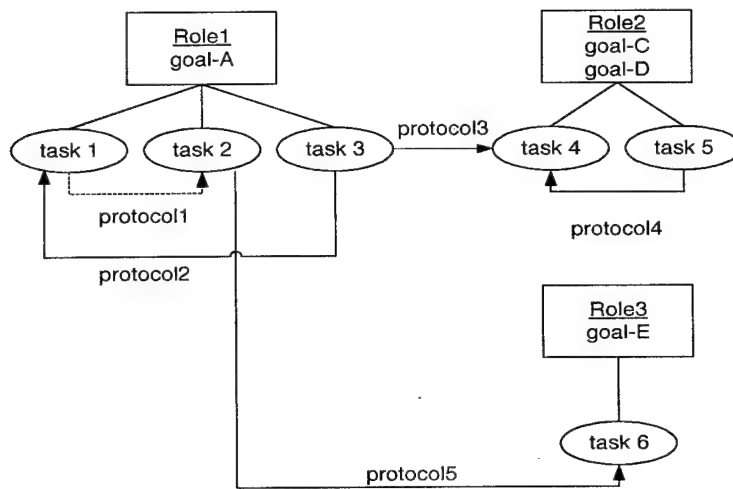 Role1
goal-A
Role2
goal-C
goal-D
protocol3
task 1
task 2
task 3
task 4
task 5
protocol1
protocol4
protocol2
Role3
goal-E
task 6
protocol5